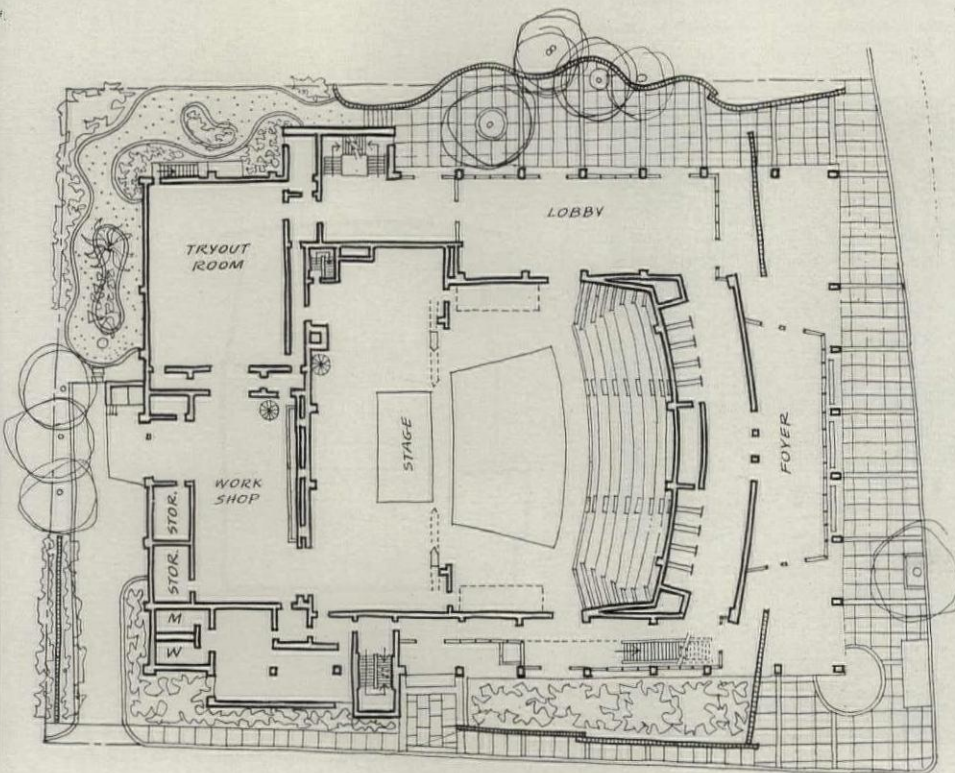 LOBBY
TRYOUT
ROOM
STAGE
FOYER
WORK
SHOP
STOR.
STOR.
M
W